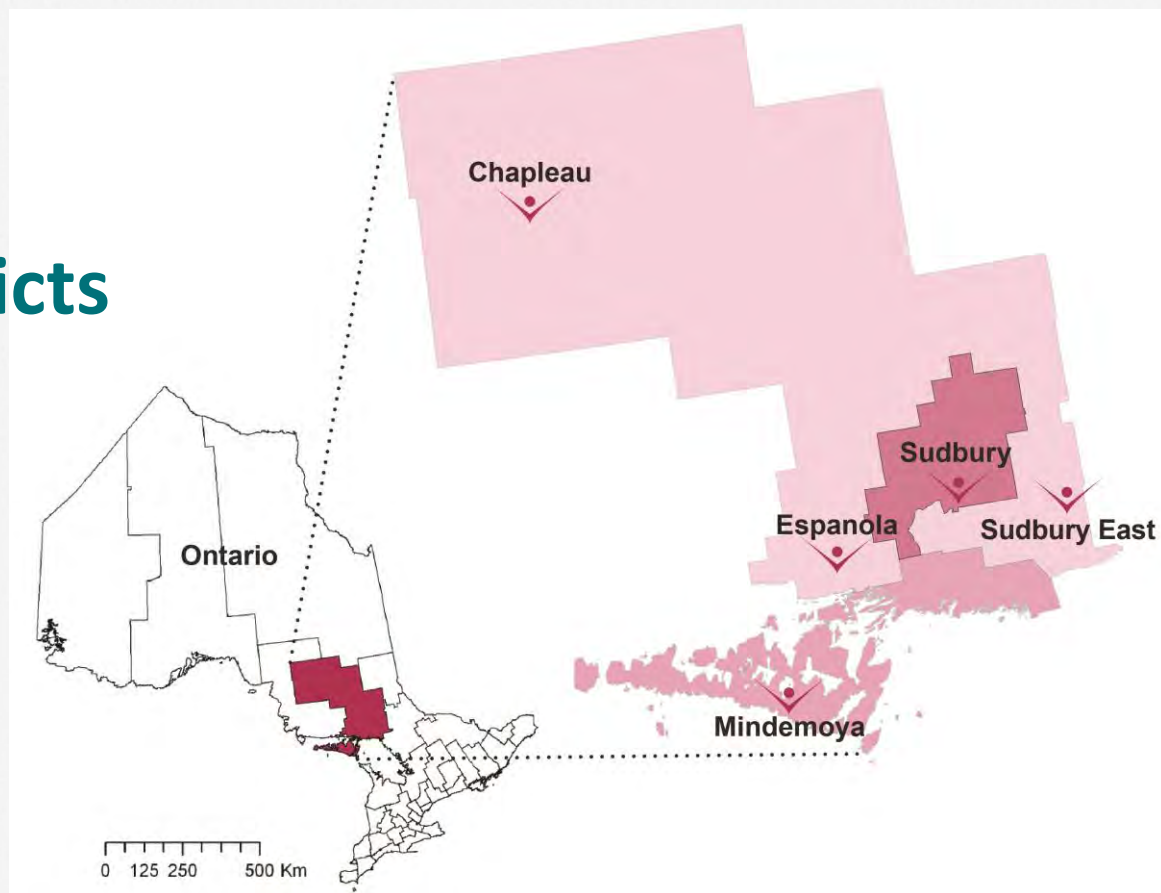 Chapleau
icts
Sudbury
Espanola
Sudbury East
Ontario
Mindemoya
0 125 250 500 Km